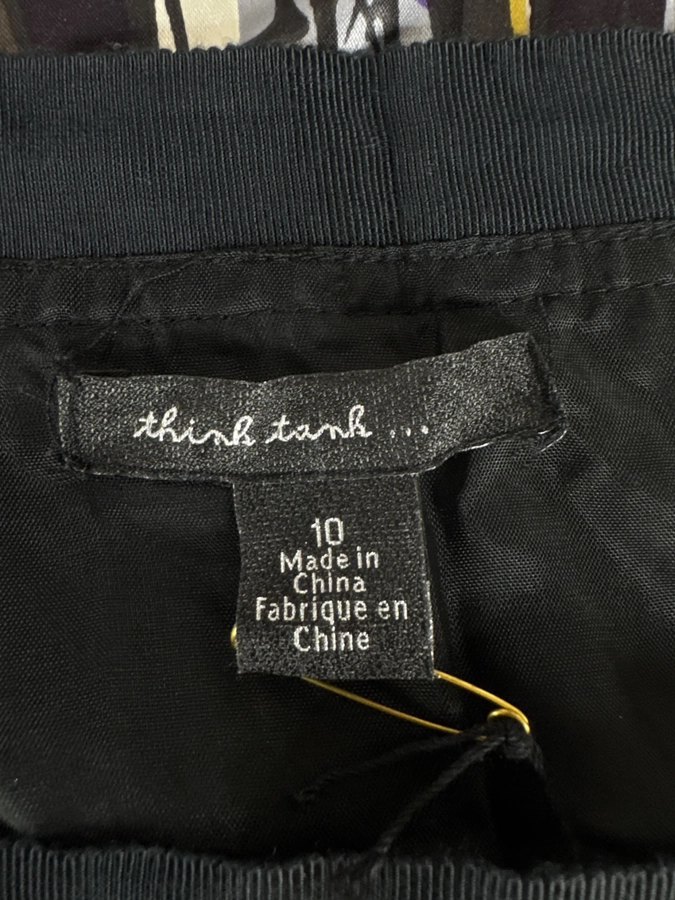 think tank ...
10
Made in
China
Fabrique en
Chine